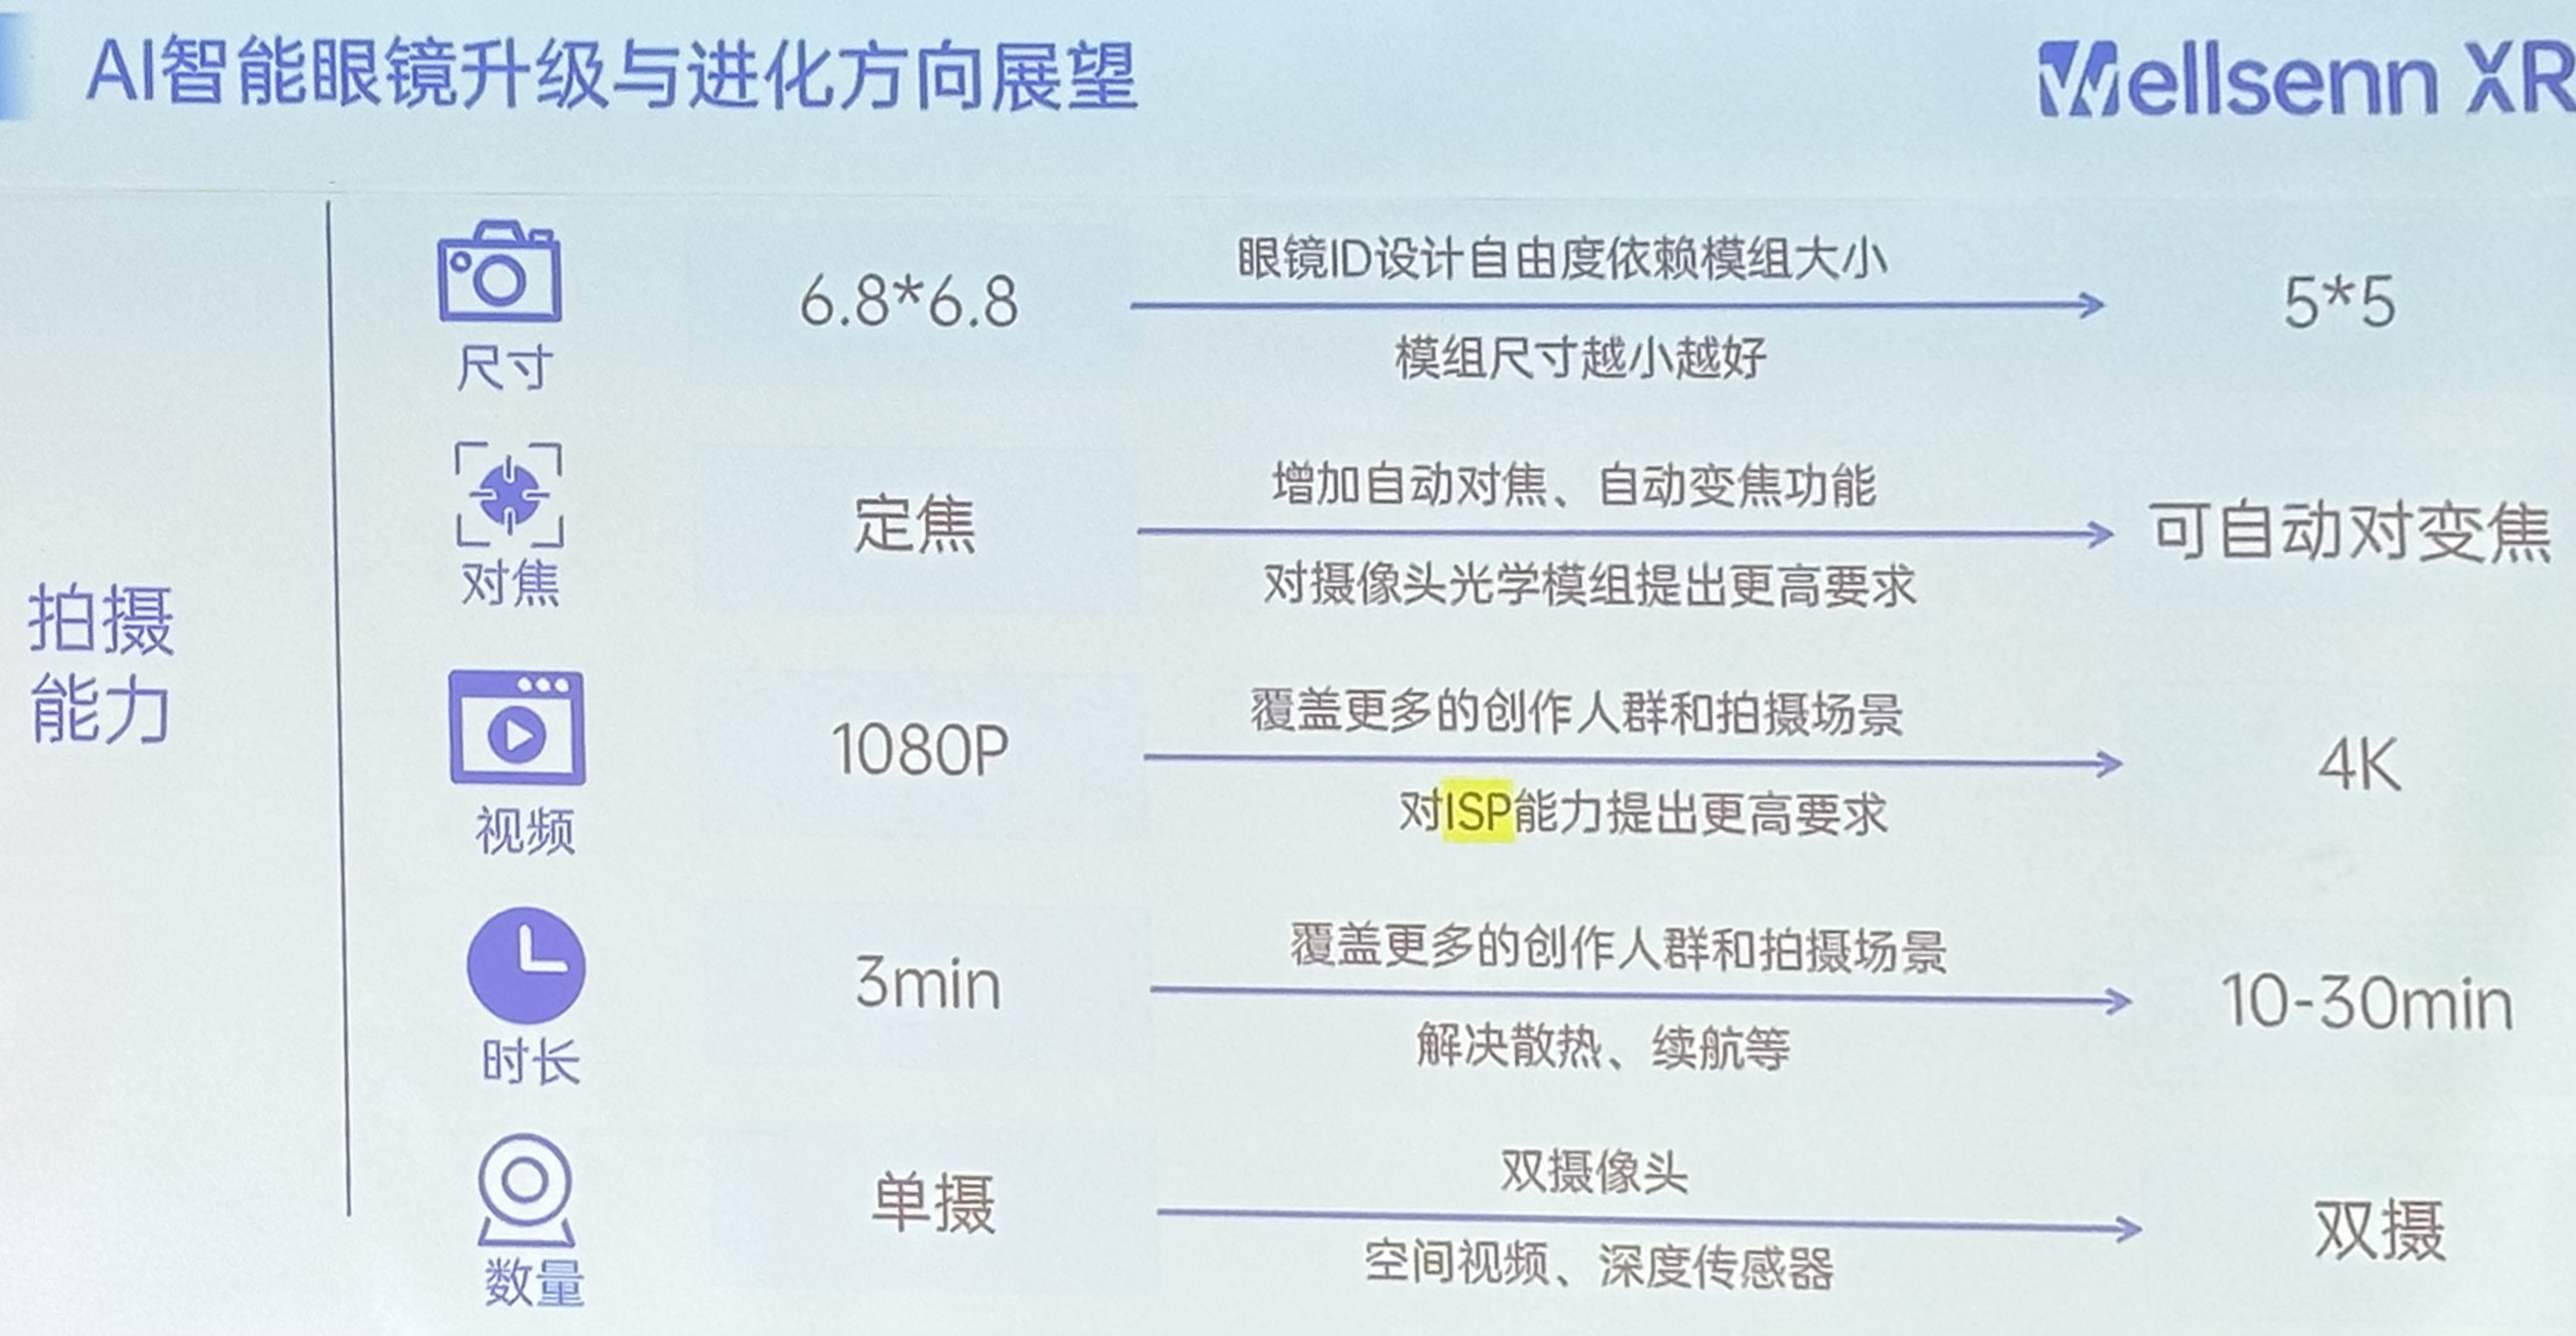 AI智能眼镜升级与进化方向展望
Wellsenn XR
拍摄
能力
尺寸
6.8*6.8
眼镜ID设计自由度依赖模组大小
模组尺寸越小越好
5*5
对焦
定焦
增加自动对焦、自动变焦功能
对摄像头光学模组提出更高要求
可自动对变焦
视频
1080P
覆盖更多的创作人群和拍摄场景
对ISP能力提出更高要求
4K
时长
3min
覆盖更多的创作人群和拍摄场景
解决散热、续航等
10-30min
数量
单摄
双摄像头
空间视频、深度传感器
双摄